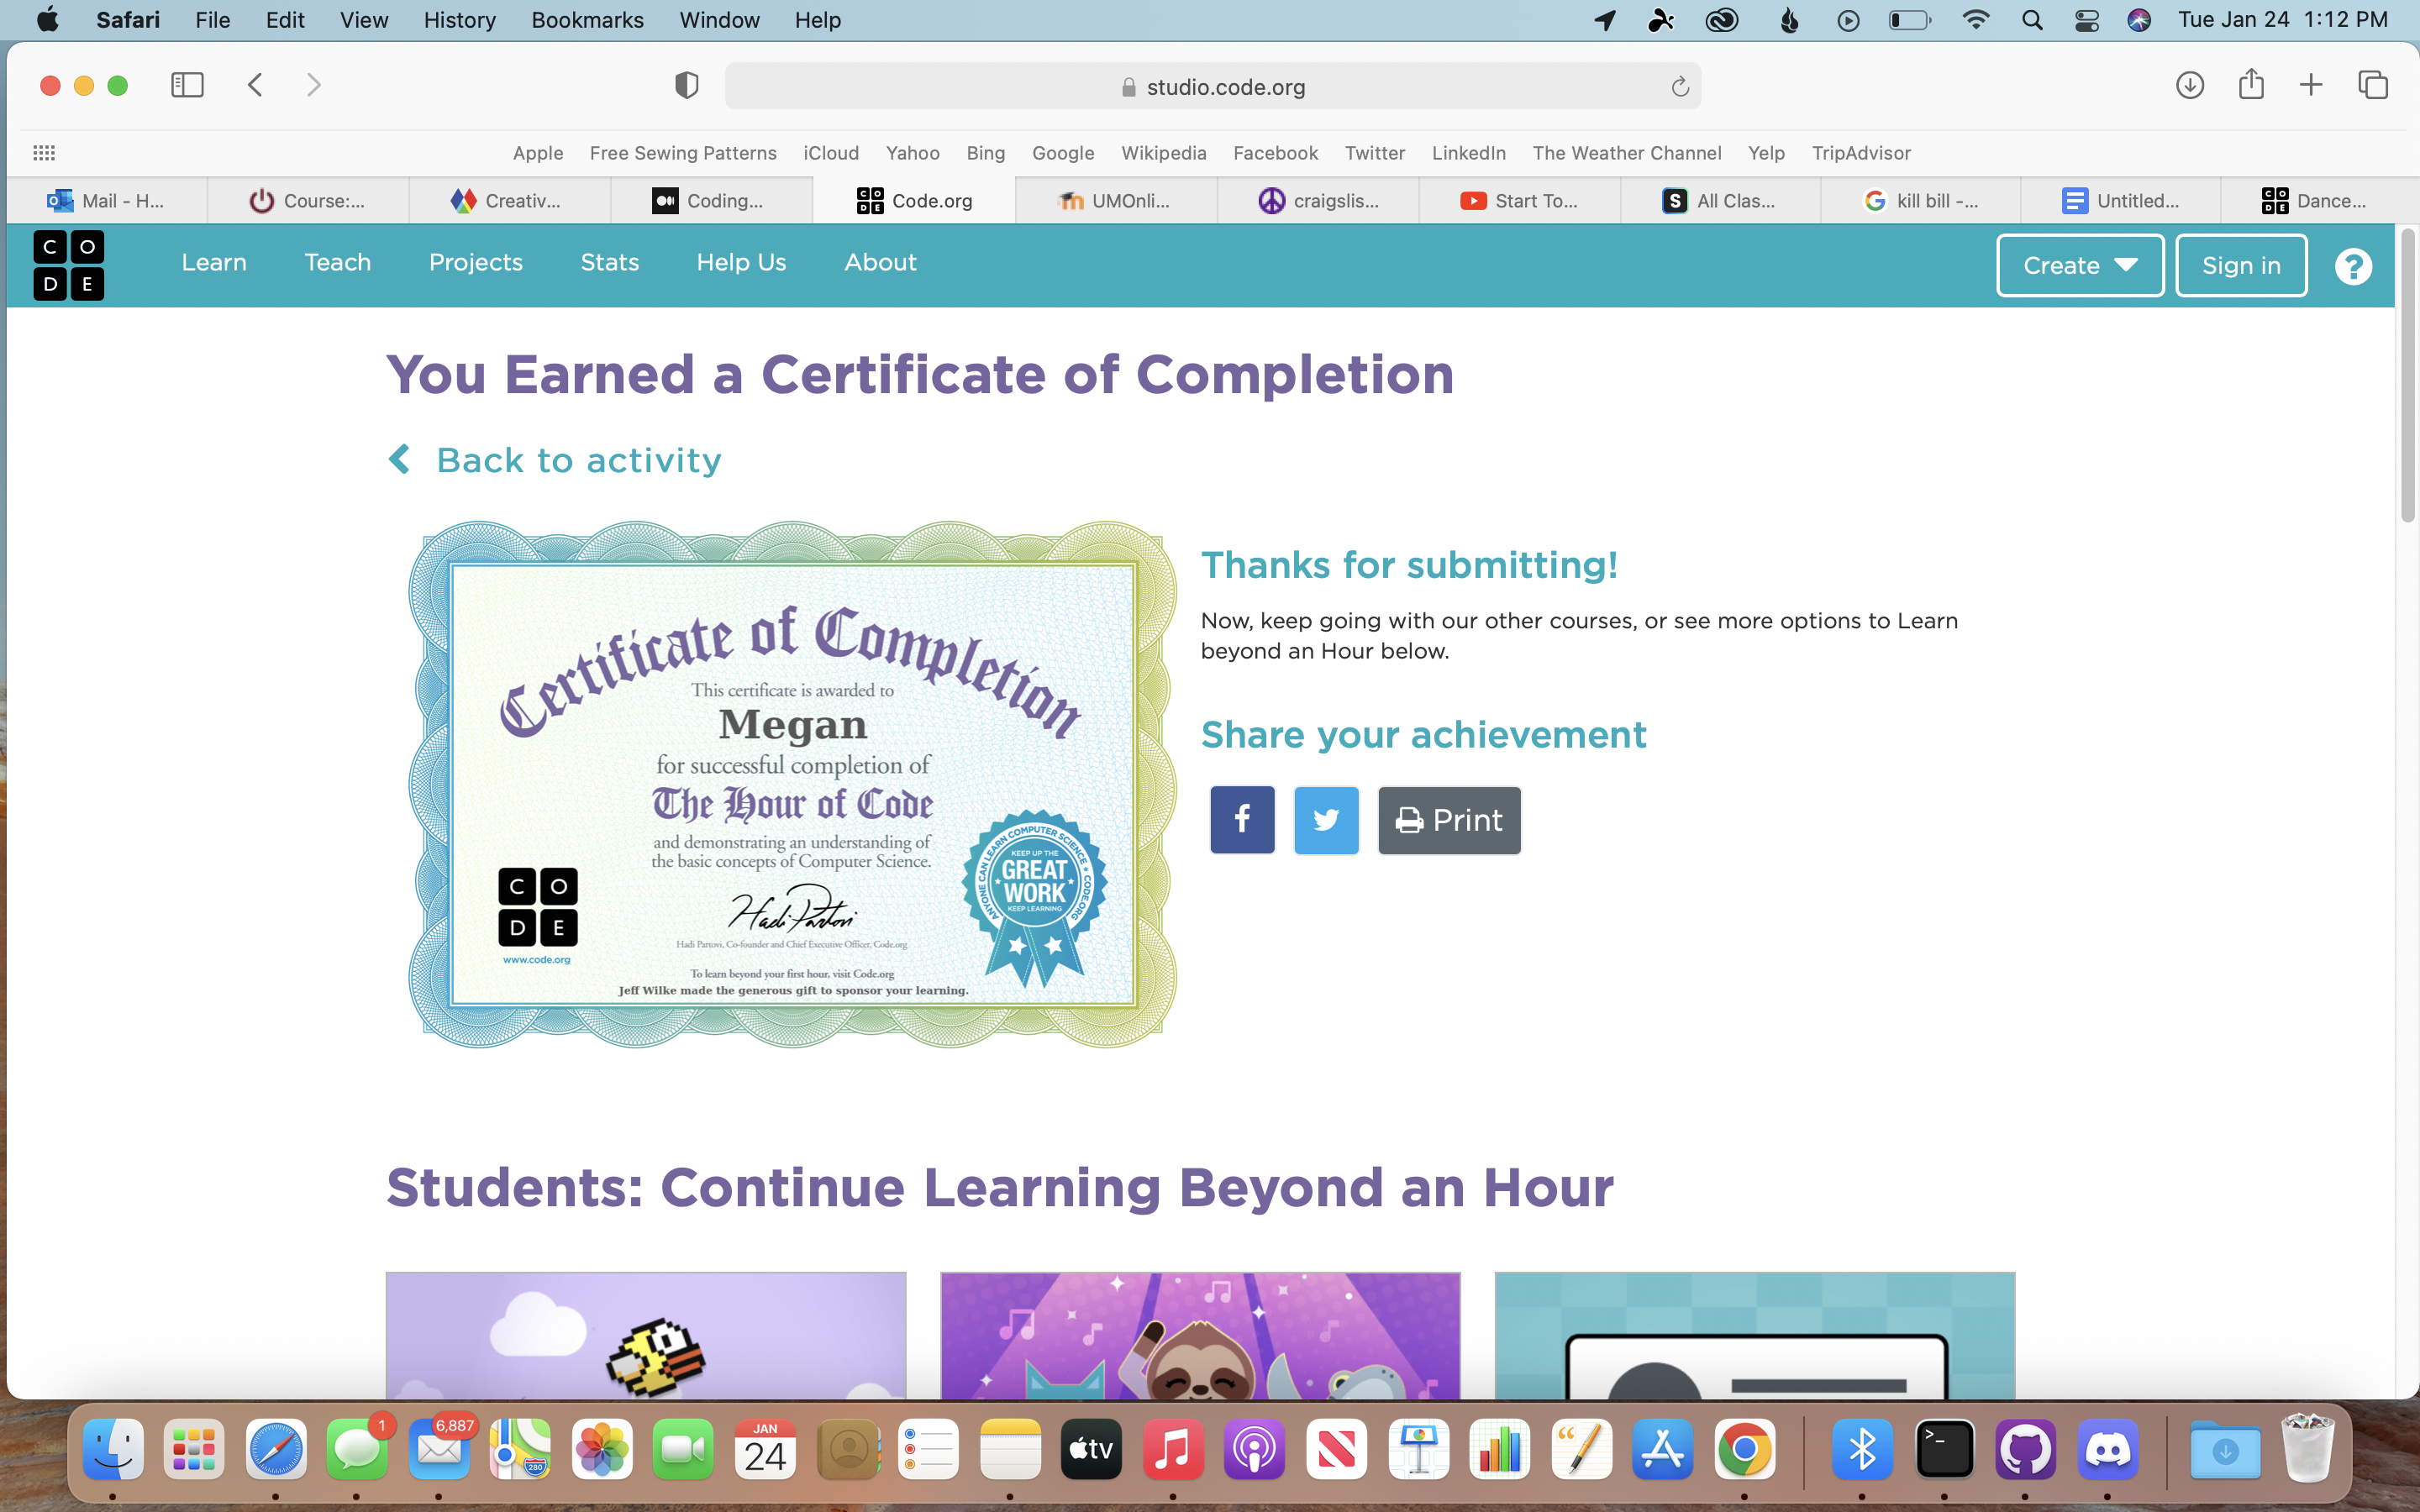 Safari File Edit View History Bookmarks Window Help Tue Jan 24 1:12 PM
studio.code.org
Apple Free Sewing Patterns iCloud Yahoo Bing Google Wikipedia Facebook Twitter LinkedIn The Weather Channel Yelp TripAdvisor
Mail - H... Course:... Creativ... Coding... Code.org UMOnli... craigslis... Start To... All Clas... kill bill -... Untitled... Dance...
C O
D E
Learn Teach Projects Stats Help Us About Create Sign in ?
You Earned a Certificate of Completion
Back to activity
Certificate of Completion
This certificate is awarded to
Megan
for successful completion of
The Hour of Code
and demonstrating an understanding of
the basic concepts of Computer Science.
Hadi Partovi
Hadi Partovi, Co-founder and Chief Executive Officer, Code.org
To learn beyond your first hour, visit Code.org
Jeff Wilke made the generous gift to sponsor your learning.
C O
D E
www.code.org
ANYONE CAN LEARN COMPUTER SCIENCE • CODE.ORG
KEEP UP THE
GREAT
WORK
KEEP LEARNING
Thanks for submitting!
Now, keep going with our other courses, or see more options to Learn
beyond an Hour below.
Share your achievement
Print
Students: Continue Learning Beyond an Hour
1
6,887
280
JAN
24
tv